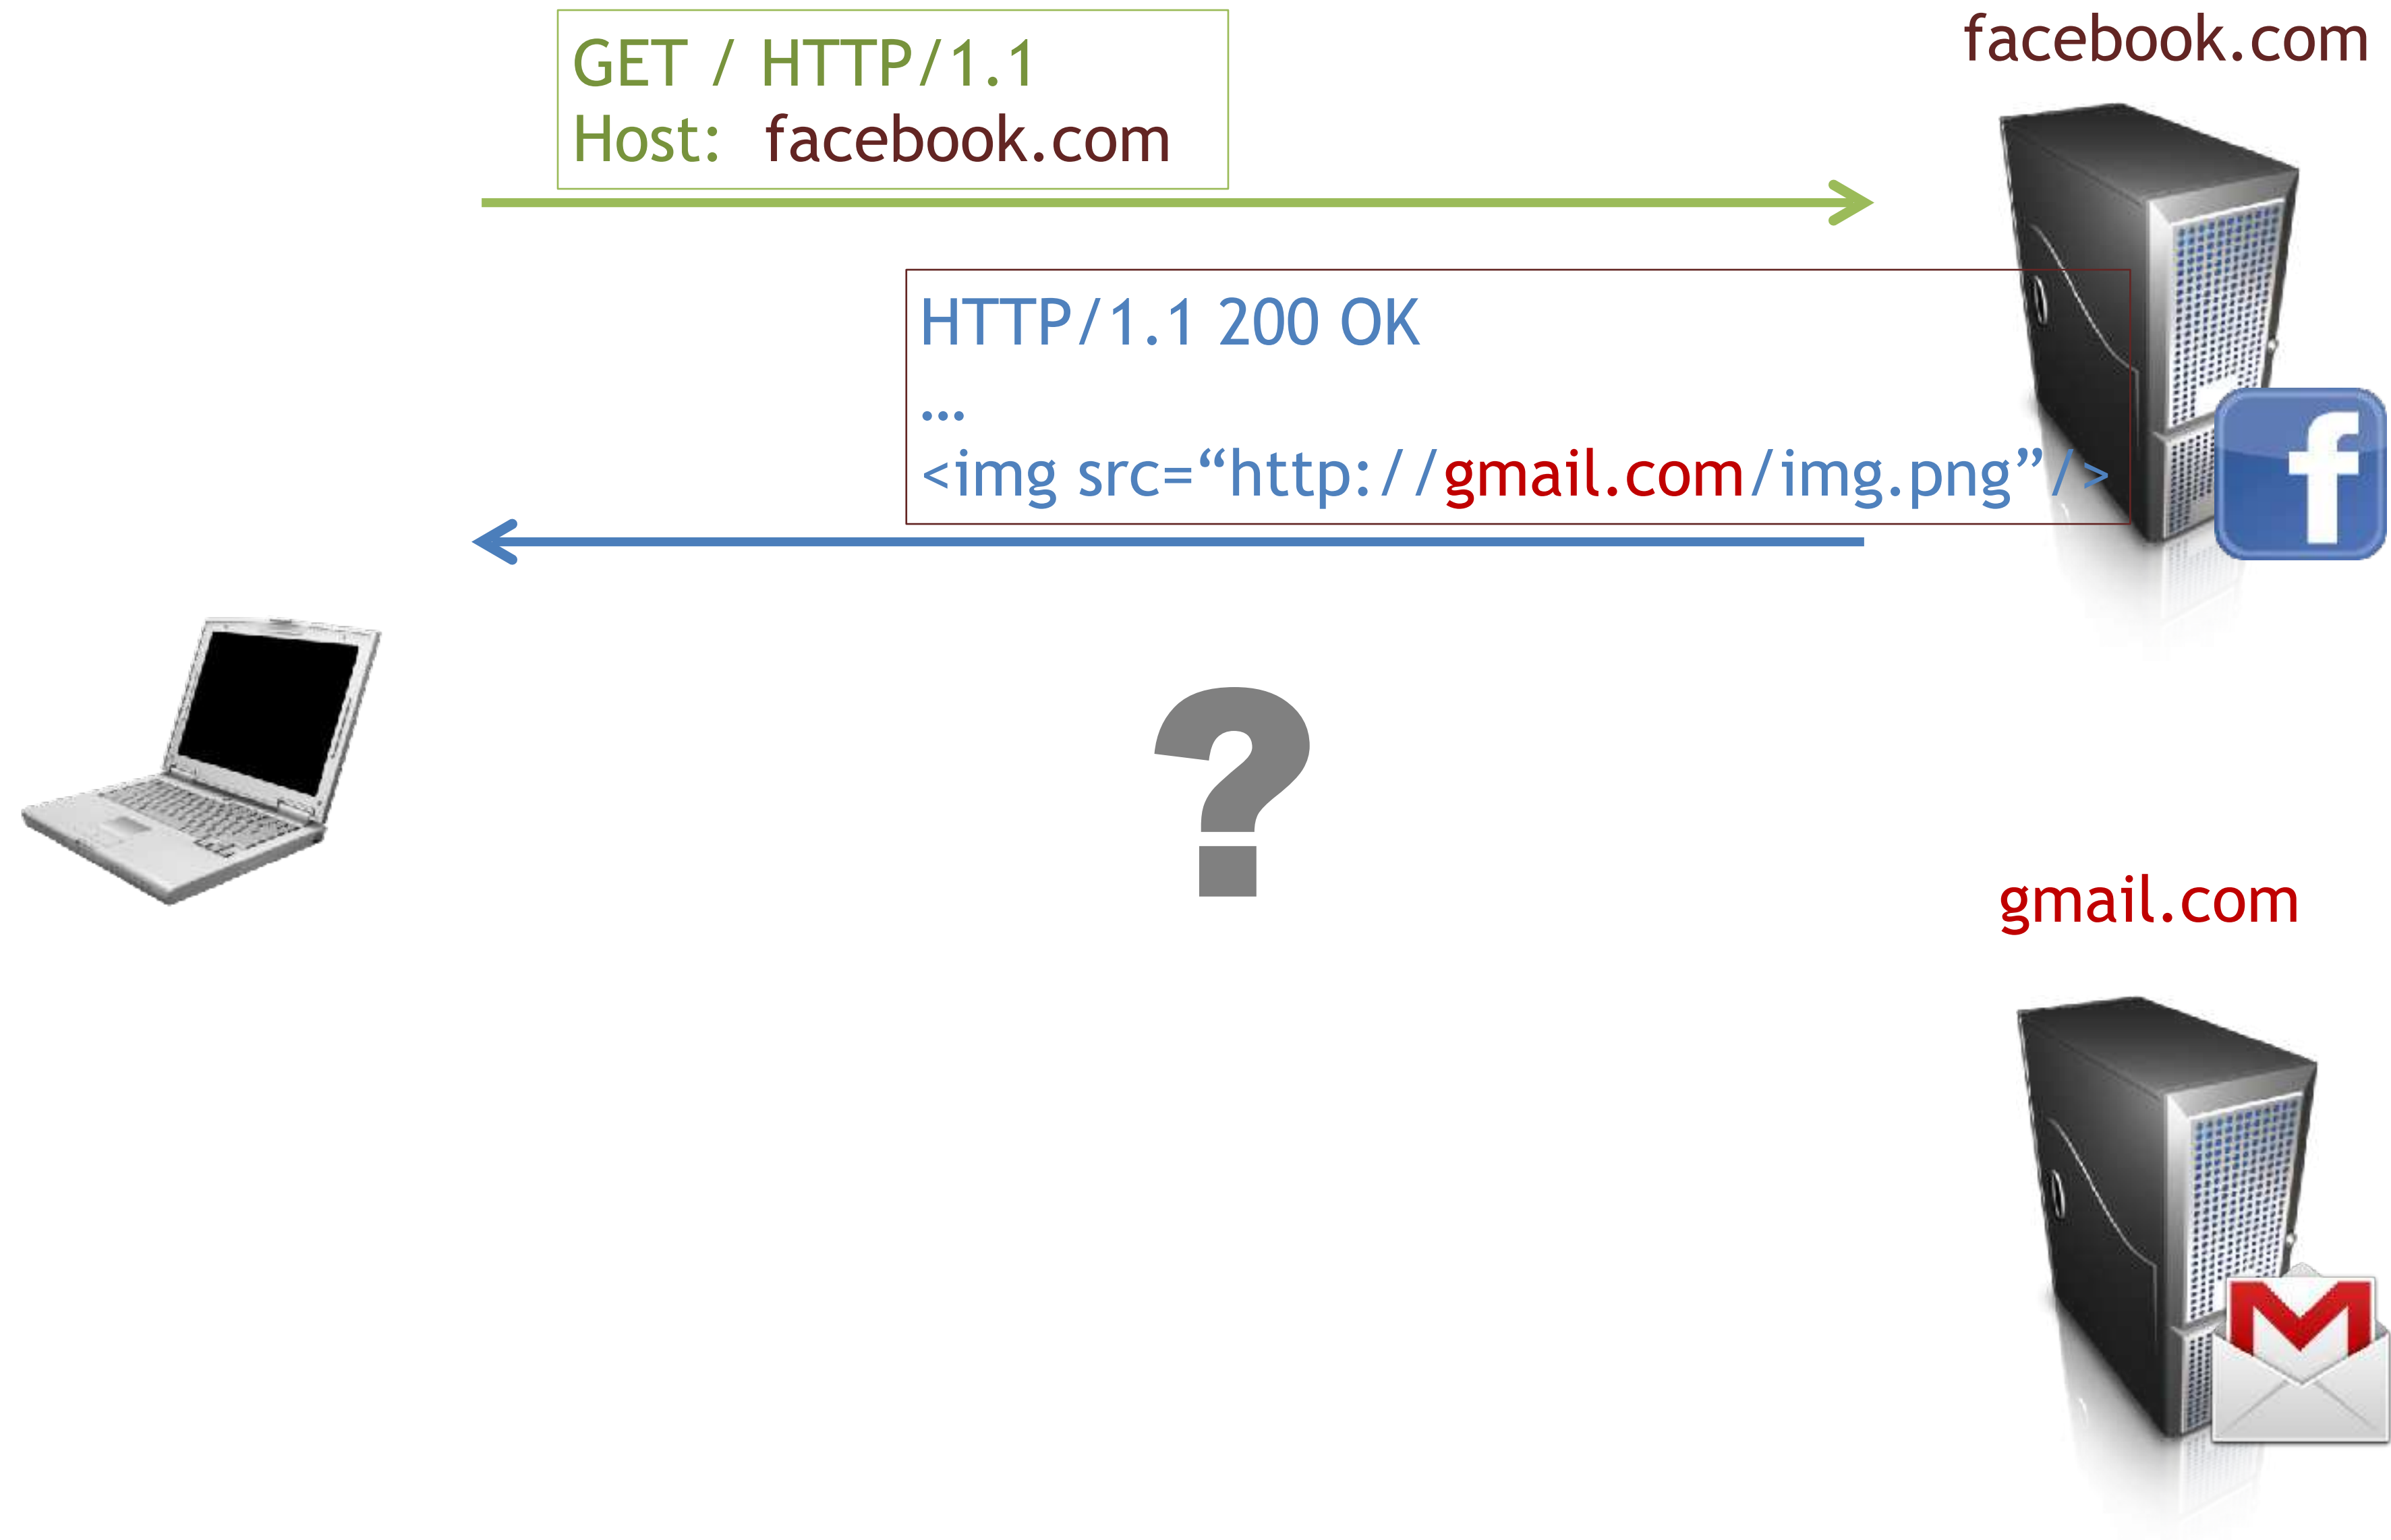 facebook.com
GET / HTTP/1.1
Host: facebook.com
HTTP/1.1 200 OK
…
<img src=“http://gmail.com/img.png”/>
?
gmail.com